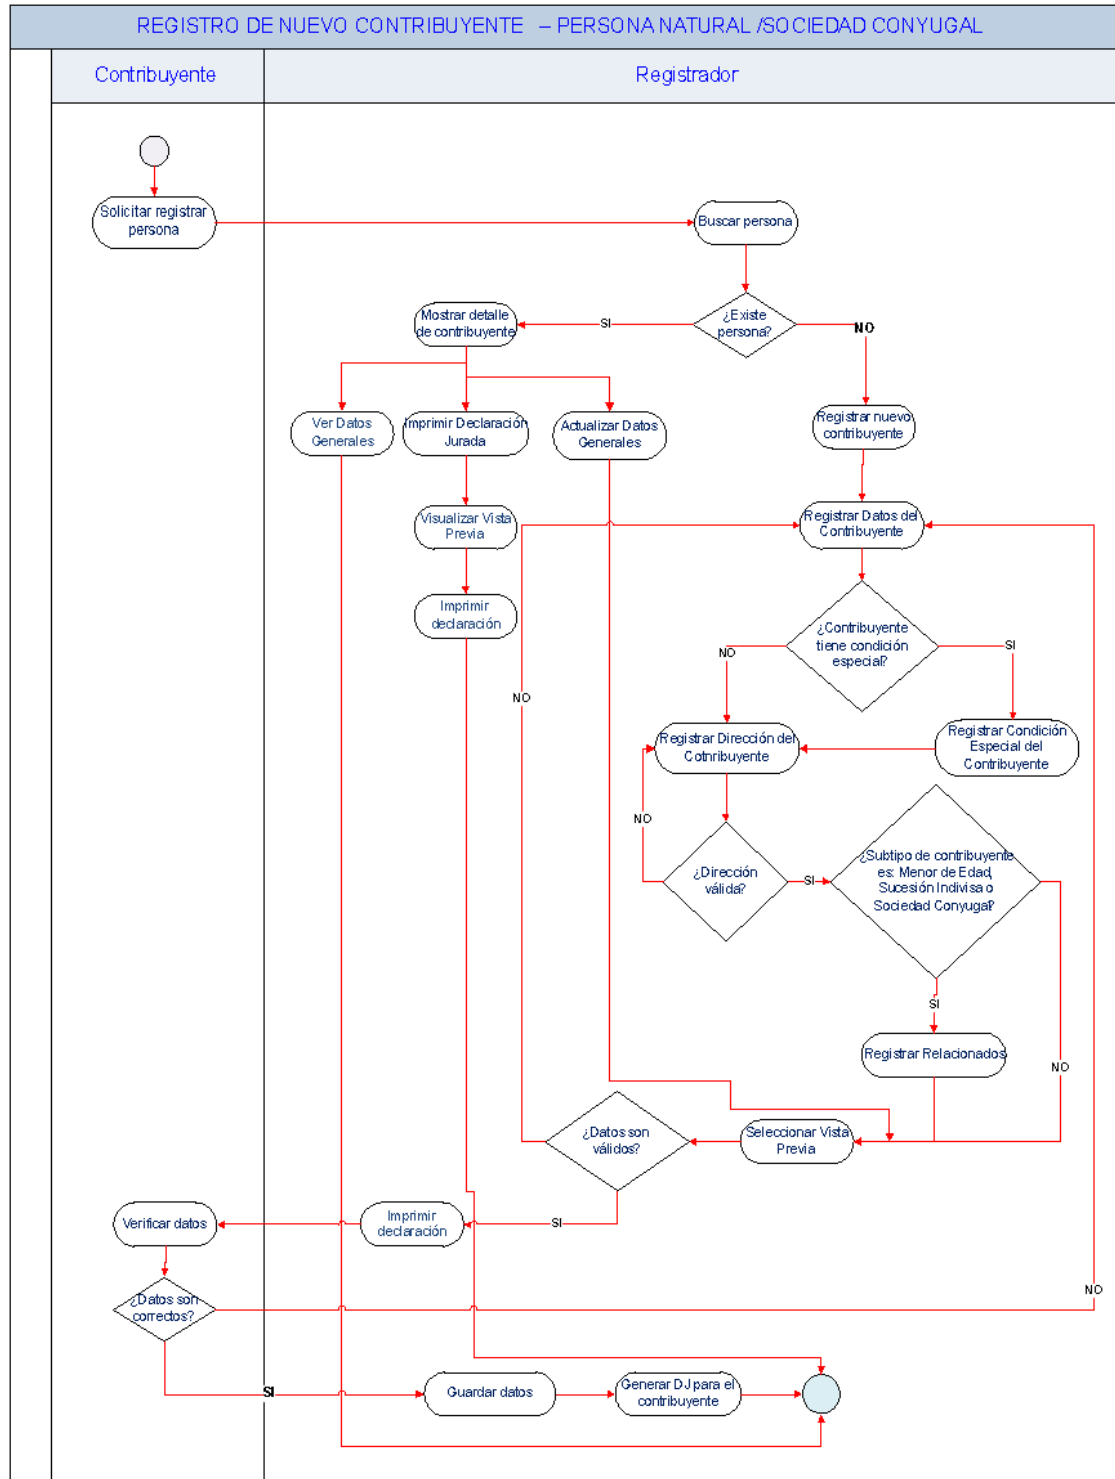 REGISTRO DE NUEVO CONTRIBUYENTE – PERSONA NATURAL /SOCIEDAD CONYUGAL
Contribuyente
Registrador
Solicitar registrar
persona
Buscar persona
¿Existe
persona?
SI
NO
Mostrar detalle
de contribuyente
Ver Datos
Generales
Imprimir Declaración
Jurada
Actualizar Datos
Generales
Registrar nuevo
contribuyente
Visualizar Vista
Previa
Registrar Datos del
Contribuyente
Imprimir
declaración
¿Contribuyente
tiene condición
especial?
NO
SI
NO
Registrar Dirección del
Cotnribuyente
Registrar Condición
Especial del
Contribuyente
NO
¿Dirección
válida?
SI
¿Subtipo de contribuyente
es: Menor de Edad,
Sucesión Indivisa o
Sociedad Conyugal?
SI
NO
Registrar Relacionados
¿Datos son
válidos?
Seleccionar Vista
Previa
SI
Imprimir
declaración
Verificar datos
¿Datos son
correctos?
NO
SI
Guardar datos
Generar DJ para el
contribuyente